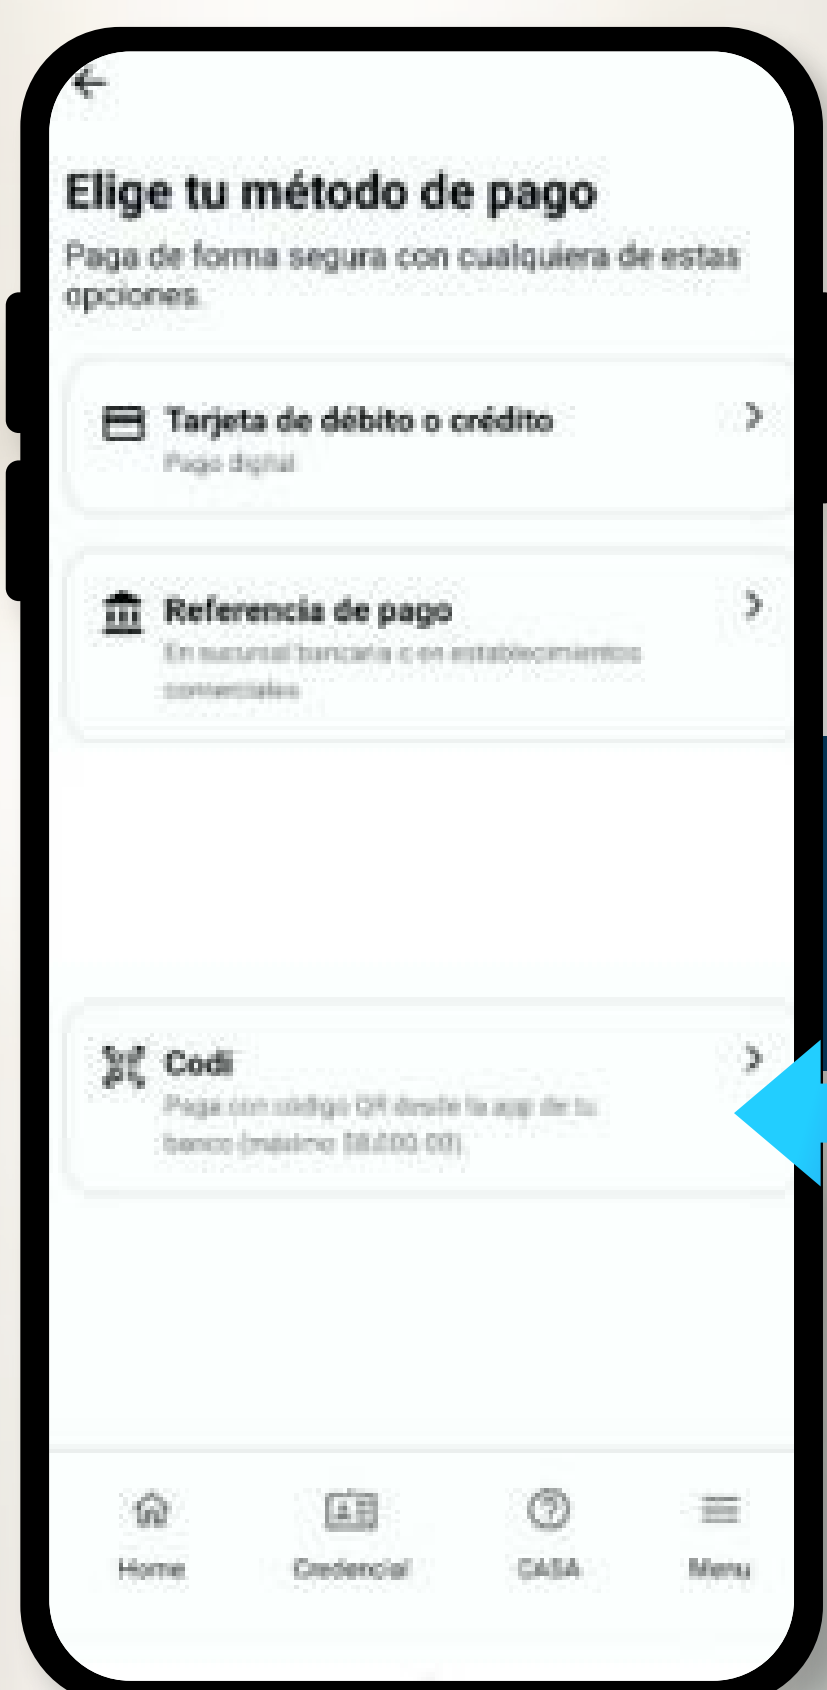 Elige tu método de pago
Paga de forma segura con cualquiera de estas
opciones.
Tarjeta de débito o crédito
Pago digital
Referencia de pago
En sucursal bancaria o en establecimientos
comerciales
Codi
Paga con código QR desde la app de tu
banco (máximo
Home
Credencial
CASA
Menu